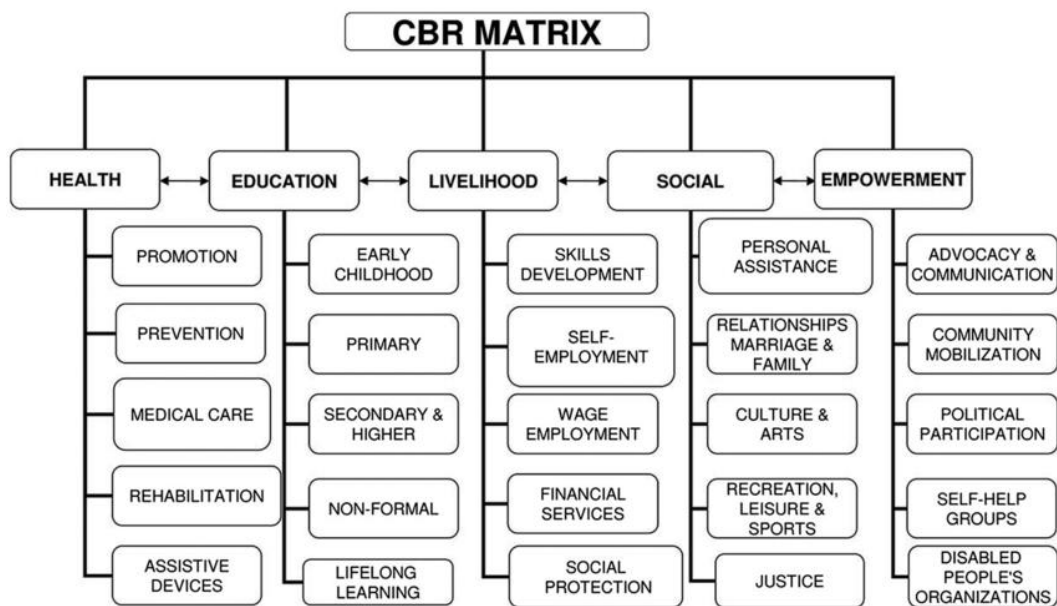 CBR MATRIX
HEALTH
EDUCATION
LIVELIHOOD
SOCIAL
EMPOWERMENT
PROMOTION
PREVENTION
MEDICAL CARE
REHABILITATION
ASSISTIVE
DEVICES
EARLY
CHILDHOOD
PRIMARY
SECONDARY &
HIGHER
NON-FORMAL
LIFELONG
LEARNING
SKILLS
DEVELOPMENT
SELF-
EMPLOYMENT
WAGE
EMPLOYMENT
FINANCIAL
SERVICES
SOCIAL
PROTECTION
PERSONAL
ASSISTANCE
RELATIONSHIPS
MARRIAGE &
FAMILY
CULTURE &
ARTS
RECREATION,
LEISURE &
SPORTS
JUSTICE
ADVOCACY &
COMMUNICATION
COMMUNITY
MOBILIZATION
POLITICAL
PARTICIPATION
SELF-HELP
GROUPS
DISABLED
PEOPLE'S
ORGANIZATIONS